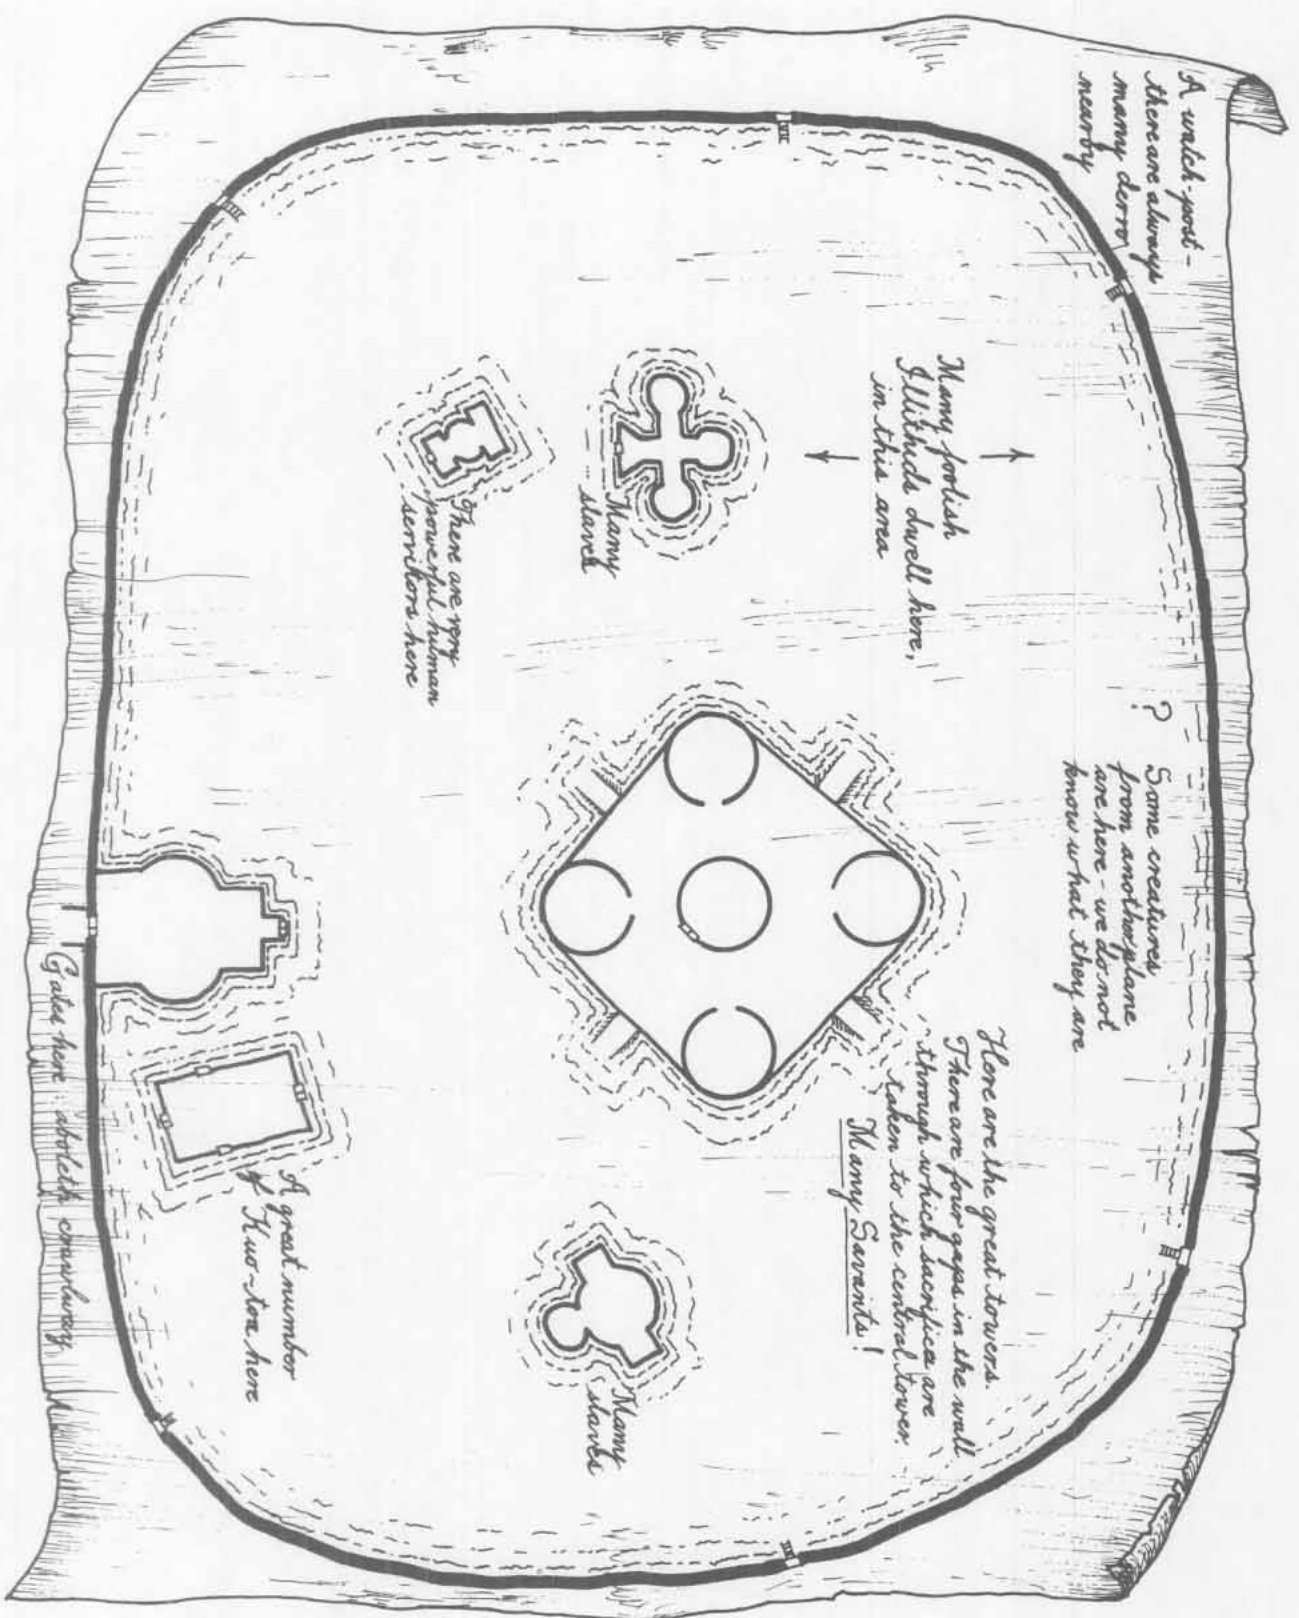 A watch-post -
there are always
many derro
nearby
Many foolish
Illithids dwell here,
in this area
?
Some creatures
from another plane
are here - we do not
know what they are
Here are the great towers.
There are four gaps in the wall
through which sacrifices are
taken to the central tower.
Many Savants!
Many
slaves
There are very
powerful human
servitors here
Many
slaves
A great number
of Kuo-toa here
Gates here: aboleth crawlway